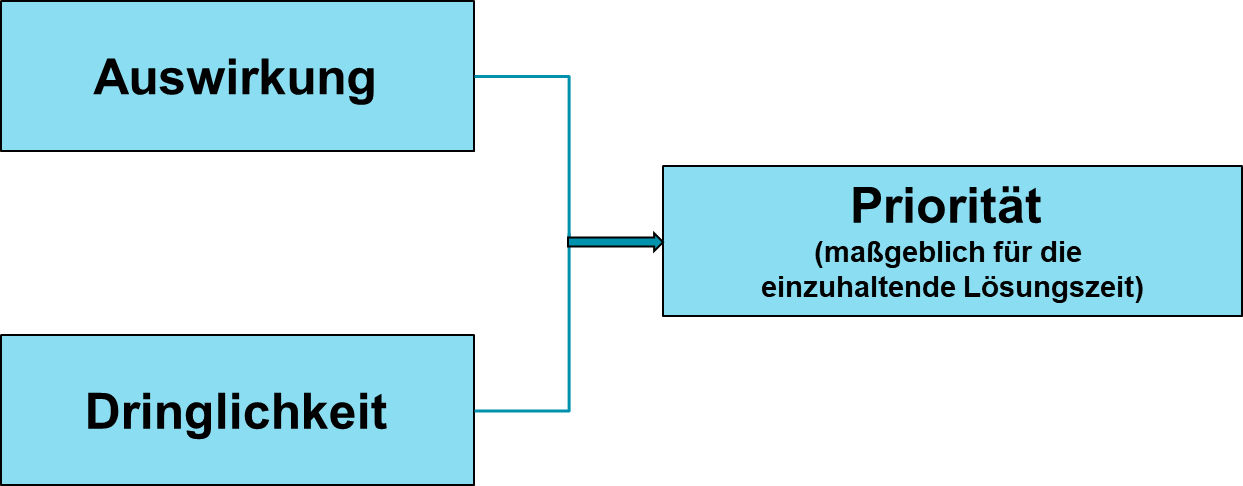 Auswirkung
Priorität
(maßgeblich für die
einzuhaltende Lösungszeit)
Dringlichkeit